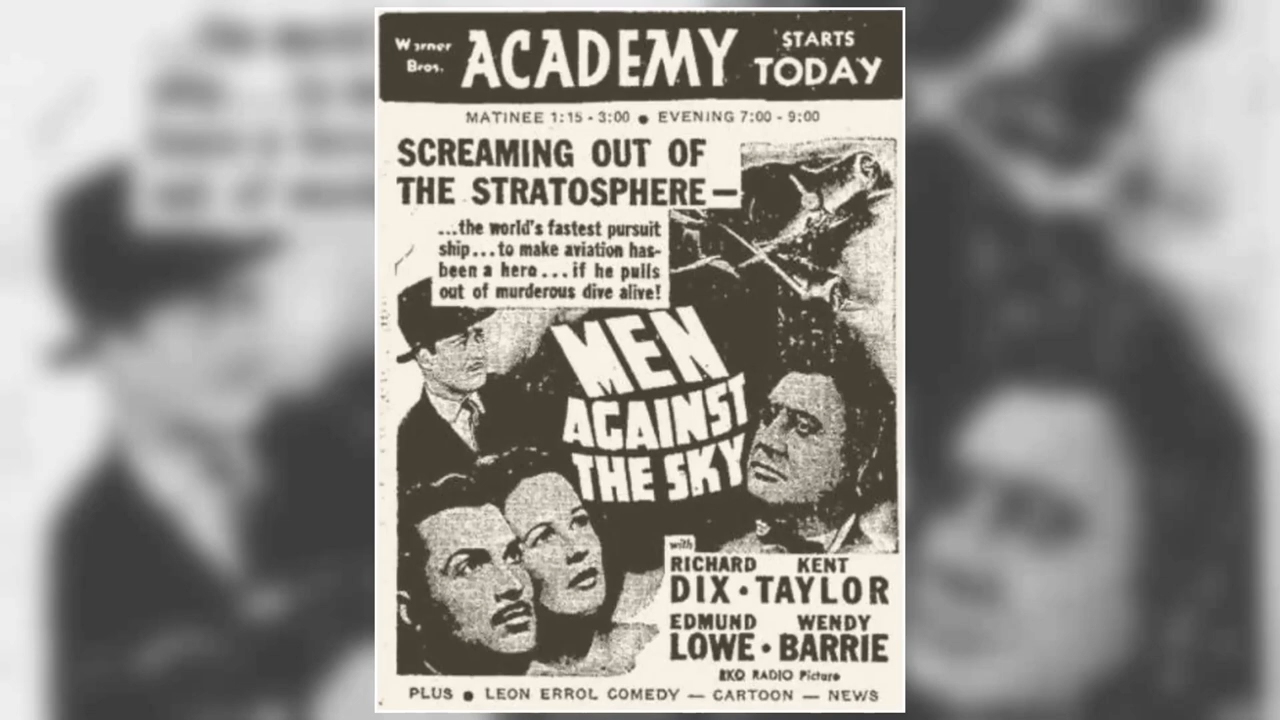 Warner Bros. ACADEMY STARTS TODAY
MATINEE 1:15 - 3:00 ● EVENING 7:00 - 9:00
SCREAMING OUT OF
THE STRATOSPHERE—
...the world's fastest pursuit
ship...to make aviation has-
been a hero...if he pulls
out of murderous dive alive!
MEN
AGAINST
THE SKY
with
RICHARD KENT
DIX • TAYLOR
EDMUND WENDY
LOWE • BARRIE
RKO RADIO Picture
PLUS ● LEON ERROL COMEDY — CARTOON — NEWS